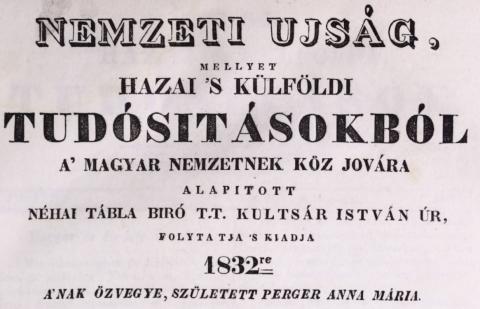 NEMZETI UJSÁG,
MELLYET
HAZAI 'S KÜLFÖLDI
TUDÓSITÁSOKBÓL
A' MAGYAR NEMZETNEK KÖZ JOVÁRA
ALAPITOTT
NÉHAI TÁBLA BIRÓ T.T. KULTSÁR ISTVÁN ÚR,
FOLYTATJA 'S KIADJA
1832re
A'NAK ÖZVEGYE, SZÜLETETT PERGER ANNA MÁRIA.